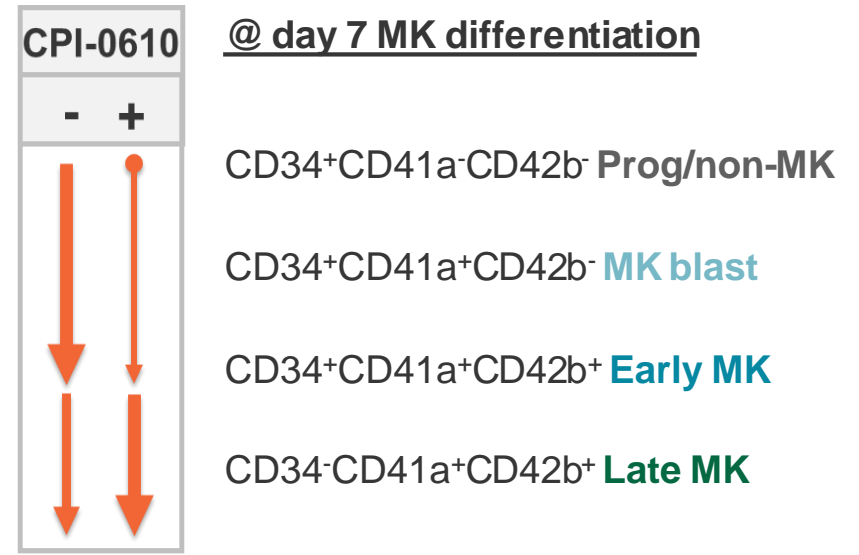 CPI-0610
@ day 7 MK differentiation
- +
CD34⁺CD41a⁻CD42b⁻ Prog/non-MK
CD34⁺CD41a⁺CD42b⁻ MK blast
CD34⁺CD41a⁺CD42b⁺ Early MK
CD34⁻CD41a⁺CD42b⁺ Late MK